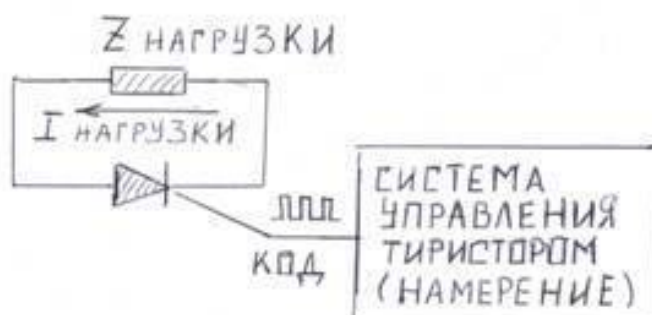 Z НАГРУЗКИ
I НАГРУЗКИ
КОД
СИСТЕМА
УПРАВЛЕНИЯ
ТИРИСТОРОМ
(НАМЕРЕНИЕ)